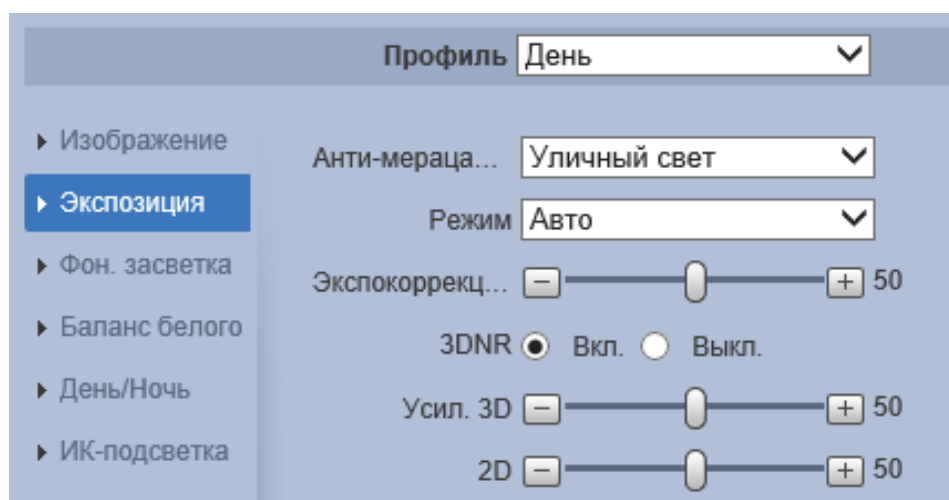 Профиль День
Изображение
Анти-мераца... Уличный свет
Экспозиция
Режим Авто
Фон. засветка
Экспокоррекц... 50
Баланс белого
3DNR Вкл. Выкл.
День/Ночь
Усил. 3D 50
ИК-подсветка
2D 50